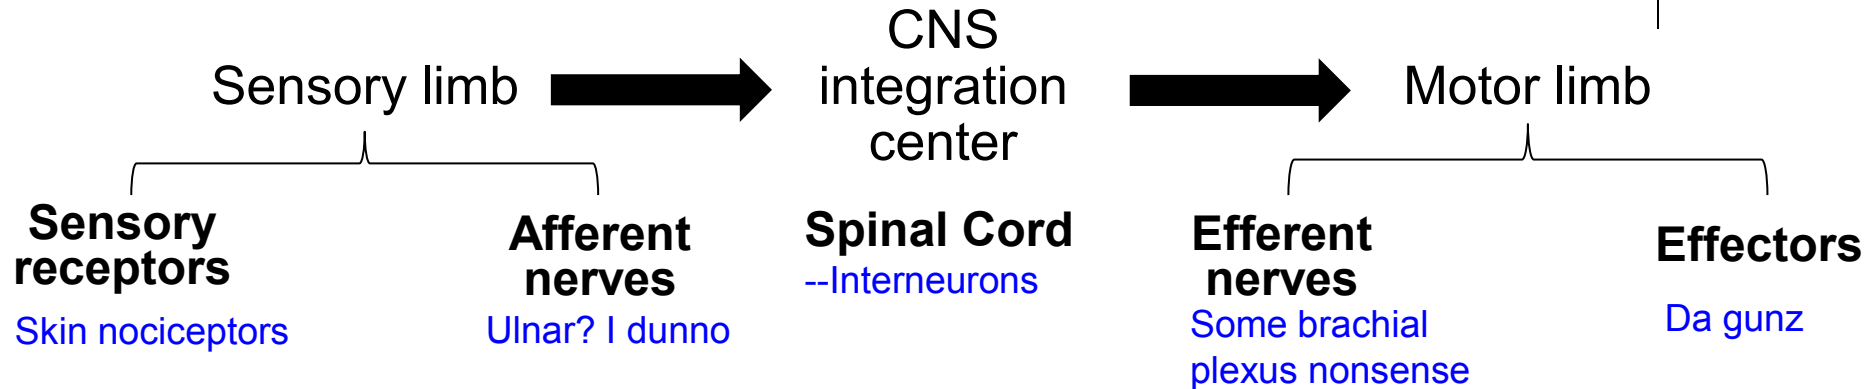 Sensory limb
CNS
integration
center
Motor limb
Sensory
receptors
Skin nociceptors
Afferent
nerves
Ulnar? I dunno
Spinal Cord
--Interneurons
Efferent
nerves
Some brachial
plexus nonsense
Effectors
Da gunz